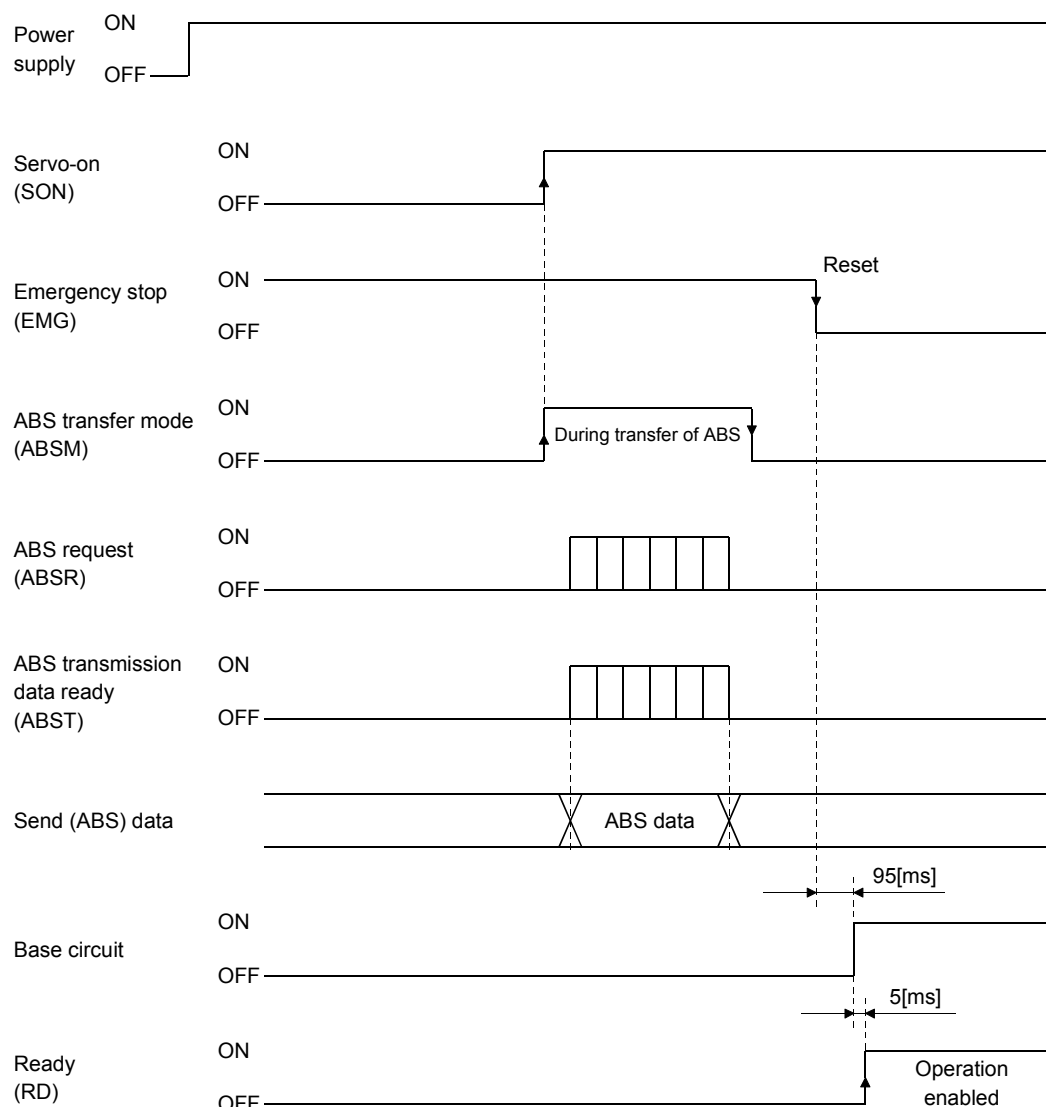 Power supply
ON
OFF
Servo-on
(SON)
ON
OFF
Emergency stop
(EMG)
ON
OFF
Reset
ABS transfer mode
(ABSM)
ON
OFF
During transfer of ABS
ABS request
(ABSR)
ON
OFF
ABS transmission
data ready
(ABST)
ON
OFF
Send (ABS) data
ABS data
95[ms]
Base circuit
ON
OFF
5[ms]
Ready
(RD)
ON
OFF
Operation
enabled